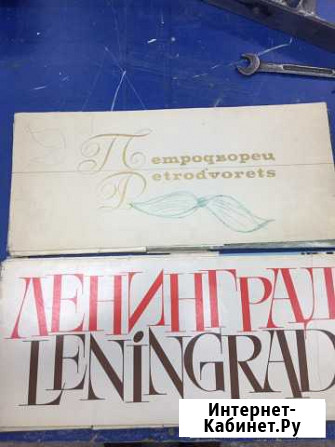 Петродворец
Petrodvorets
ЛЕНИНГРАД
LENiNGRAD
Интернет-
Кабинет.Ру